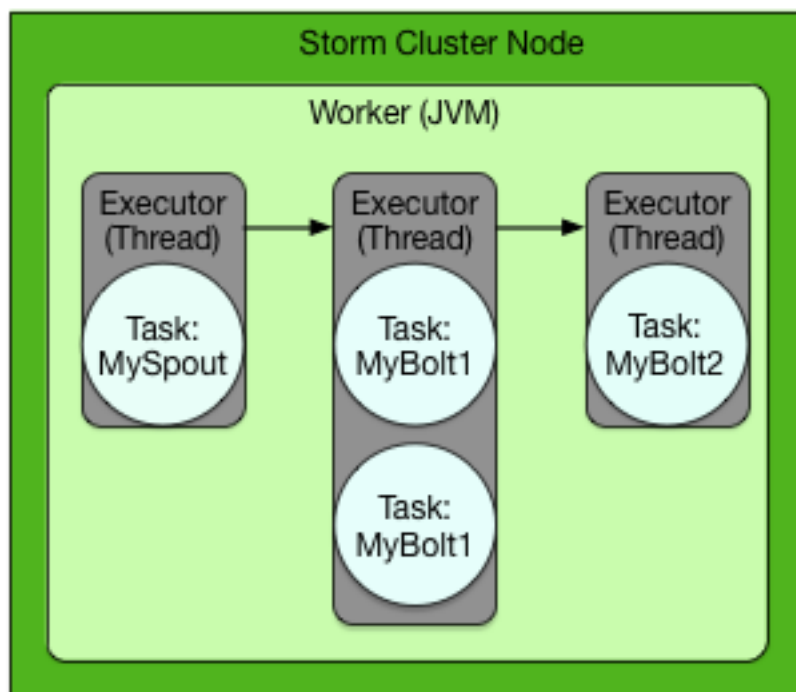 Storm Cluster Node
Worker (JVM)
Executor
(Thread)
Task:
MySpout
Executor
(Thread)
Task:
MyBolt1
Task:
MyBolt1
Executor
(Thread)
Task:
MyBolt2